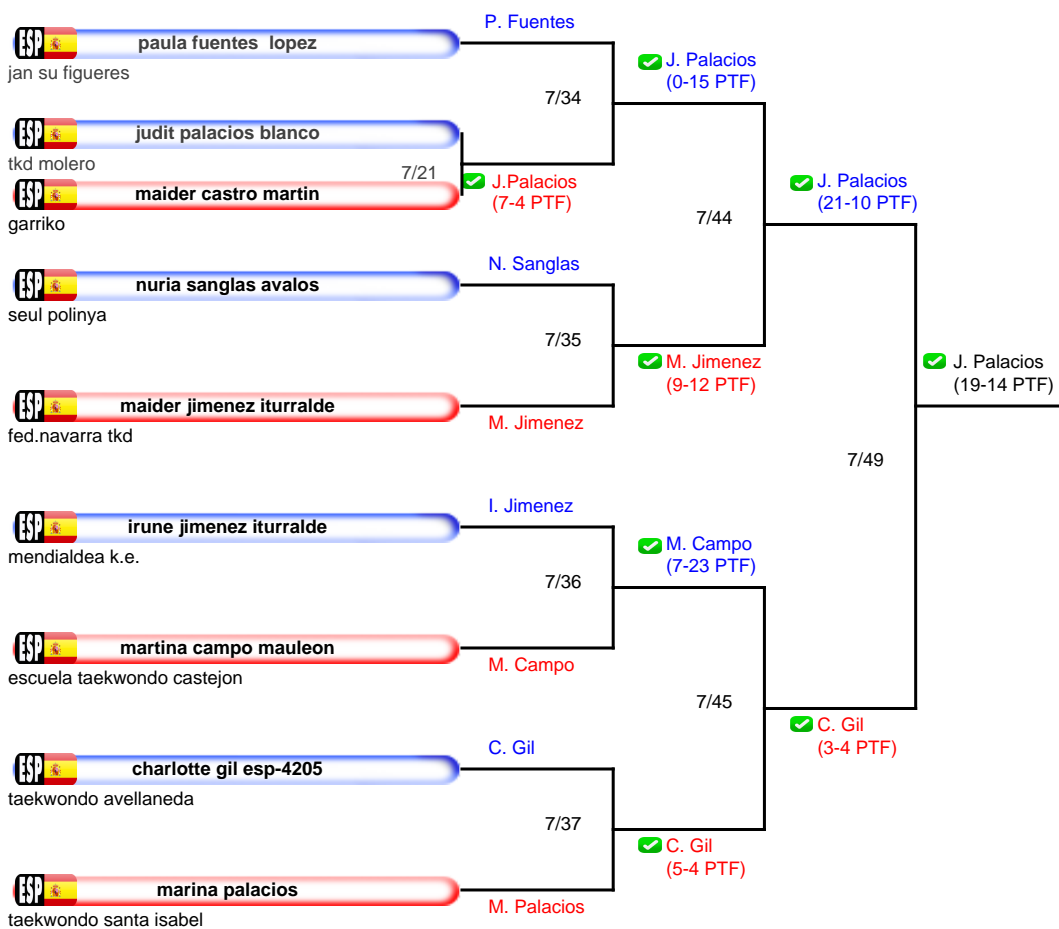 P. Fuentes
ESP paula fuentes lopez
jan su figueres
J. Palacios
(0-15 PTF)
7/34
ESP judit palacios blanco
tkd molero
7/21
J.Palacios
(7-4 PTF)
ESP maider castro martin
garriko
J. Palacios
(21-10 PTF)
7/44
N. Sanglas
ESP nuria sanglas avalos
seul polinya
7/35
M. Jimenez
(9-12 PTF)
J. Palacios
(19-14 PTF)
ESP maider jimenez iturralde
fed.navarra tkd
M. Jimenez
7/49
I. Jimenez
ESP irune jimenez iturralde
mendialdea k.e.
M. Campo
(7-23 PTF)
7/36
ESP martina campo mauleon
escuela taekwondo castejon
M. Campo
7/45
C. Gil
(3-4 PTF)
C. Gil
ESP charlotte gil esp-4205
taekwondo avellaneda
7/37
C. Gil
(5-4 PTF)
ESP marina palacios
taekwondo santa isabel
M. Palacios